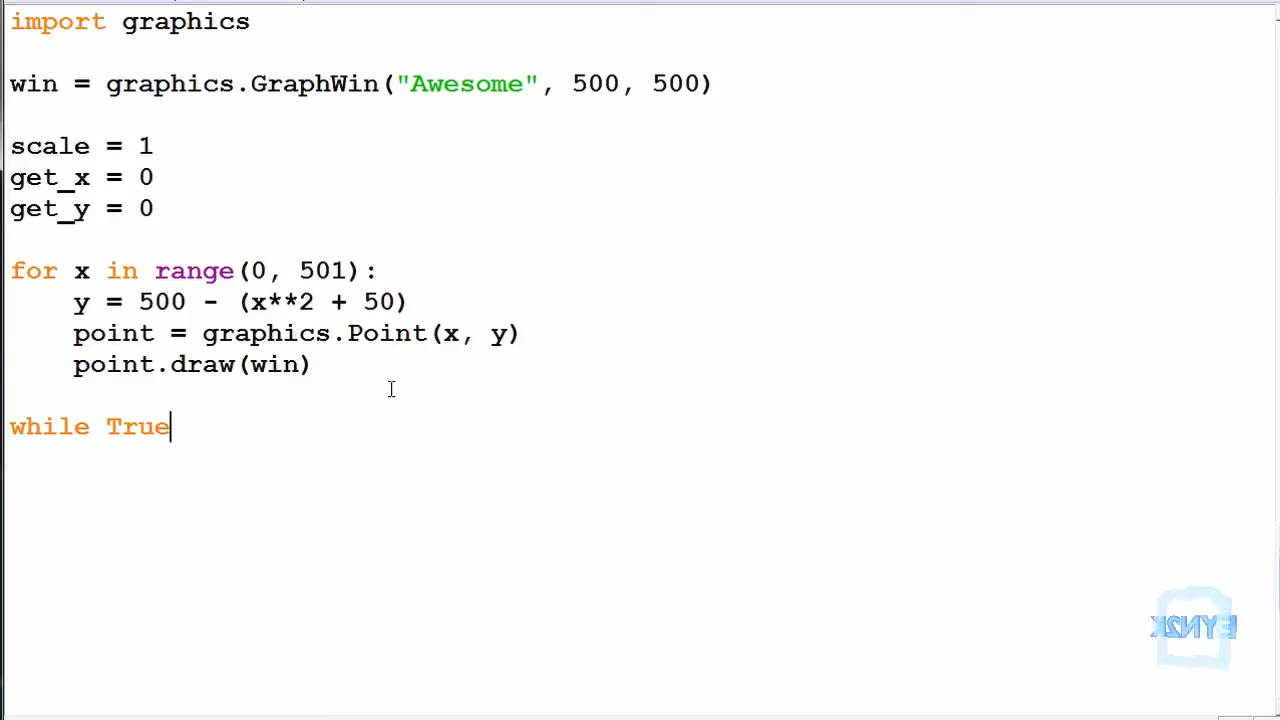 import graphics
win = graphics.GraphWin("Awesome", 500, 500)
scale = 1
get_x = 0
get_y = 0
for x in range(0, 501):
    y = 500 - (x**2 + 50)
    point = graphics.Point(x, y)
    point.draw(win)
while True
EYN2K